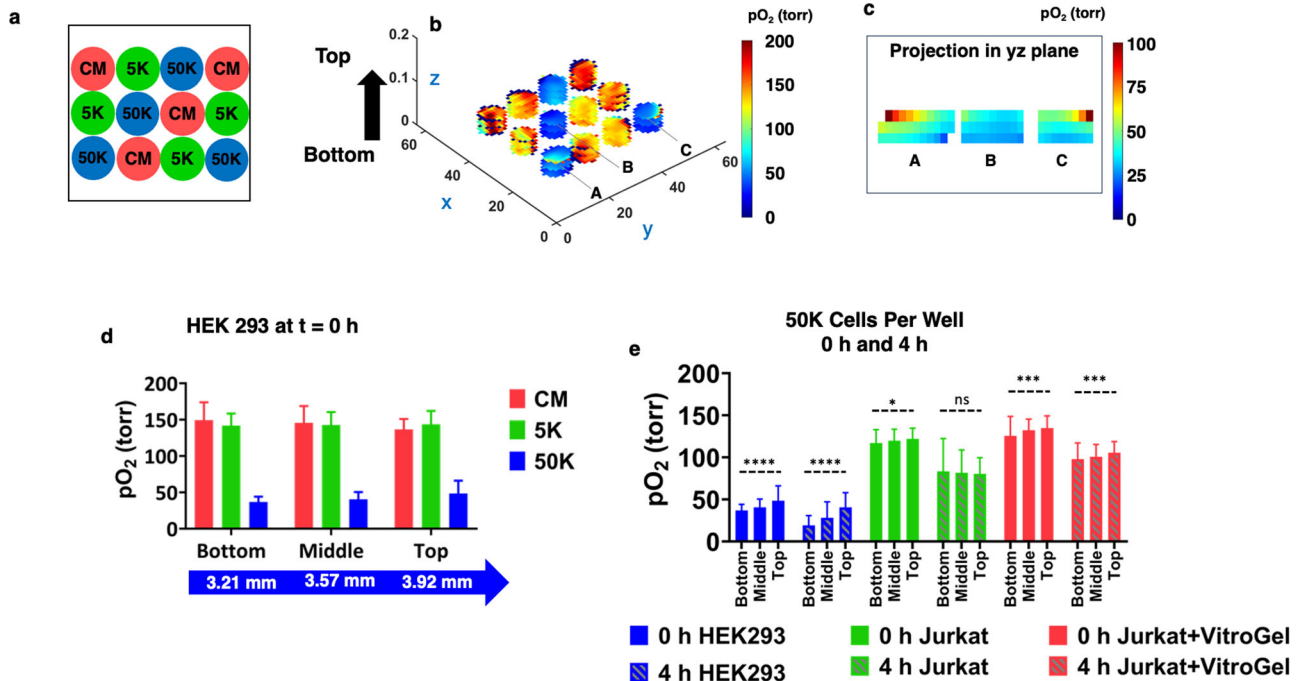 a
CM 5K 50K CM
5K 50K CM 5K
50K CM 5K 50K
Top
Bottom
b
pO₂ (torr)
200
150
100
50
0
z
0.2
0.1
0
60
40
20
0
x
0
20
40
60
y
A
B
C
c
pO₂ (torr)
Projection in yz plane
A B C
100
75
50
25
0
d
HEK 293 at t = 0 h
pO₂ (torr)
200
150
100
50
0
Bottom Middle Top
3.21 mm 3.57 mm 3.92 mm
CM
5K
50K
e
50K Cells Per Well
0 h and 4 h
pO₂ (torr)
200
150
100
50
0
**** **** * ns *** ***
Bottom Middle Top Bottom Middle Top Bottom Middle Top Bottom Middle Top Bottom Middle Top Bottom Middle Top
0 h HEK293 0 h Jurkat 0 h Jurkat+VitroGel
4 h HEK293 4 h Jurkat 4 h Jurkat+VitroGel